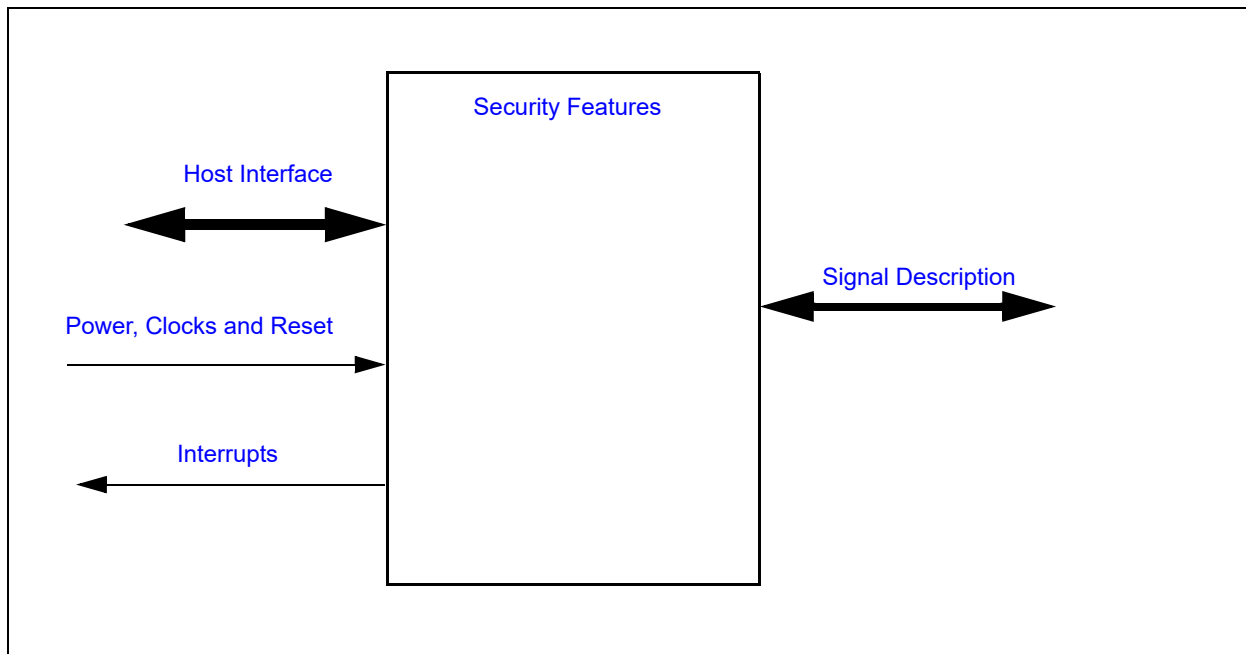 Security Features
Host Interface
Signal Description
Power, Clocks and Reset
Interrupts